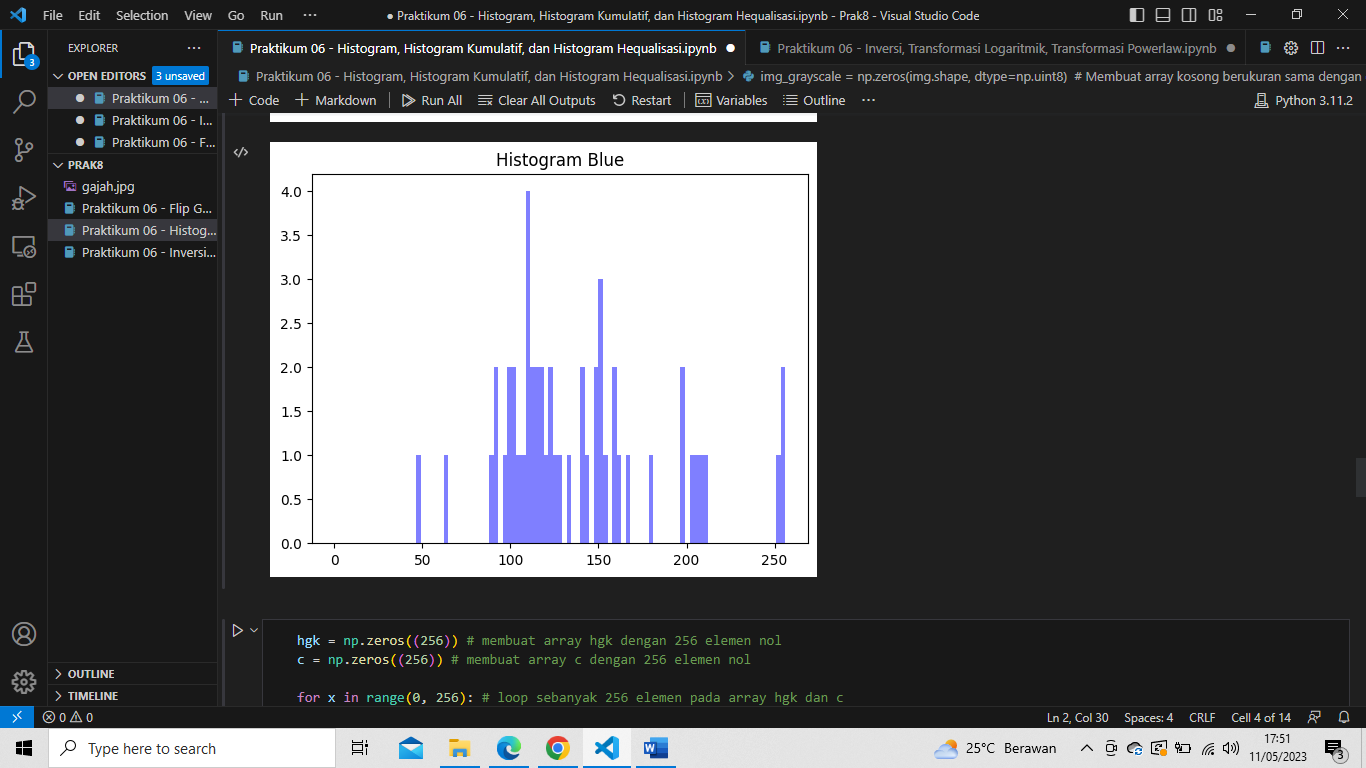 File Edit Selection View Go Run ··· ● Praktikum 06 - Histogram, Histogram Kumulatif, dan Histogram Hequalisasi.ipynb - Prak8 - Visual Studio Code
EXPLORER ···
Praktikum 06 - Histogram, Histogram Kumulatif, dan Histogram Hequalisasi.ipynb ●
Praktikum 06 - Inversi, Transformasi Logaritmik, Transformasi Powerlaw.ipynb ●
3
OPEN EDITORS 3 unsaved
Praktikum 06 - ...
Praktikum 06 - I...
Praktikum 06 - F...
PRAK8
gajah.jpg
Praktikum 06 - Flip G...
Praktikum 06 - Histog...
Praktikum 06 - Inversi...
OUTLINE
TIMELINE
Praktikum 06 - Histogram, Histogram Kumulatif, dan Histogram Hequalisasi.ipynb > img_grayscale = np.zeros(img.shape, dtype=np.uint8) # Membuat array kosong berukuran sama dengan
+ Code + Markdown Run All Clear All Outputs Restart Variables Outline ··· Python 3.11.2
Histogram Blue
4.0
3.5
3.0
2.5
2.0
1.5
1.0
0.5
0.0
0 50 100 150 200 250
hgk = np.zeros((256)) # membuat array hgk dengan 256 elemen nol
c = np.zeros((256)) # membuat array c dengan 256 elemen nol
for x in range(0, 256): # loop sebanyak 256 elemen pada array hgk dan c
0 0 Ln 2, Col 30 Spaces: 4 CRLF Cell 4 of 14
Type here to search 25°C Berawan 17:51
11/05/2023
3